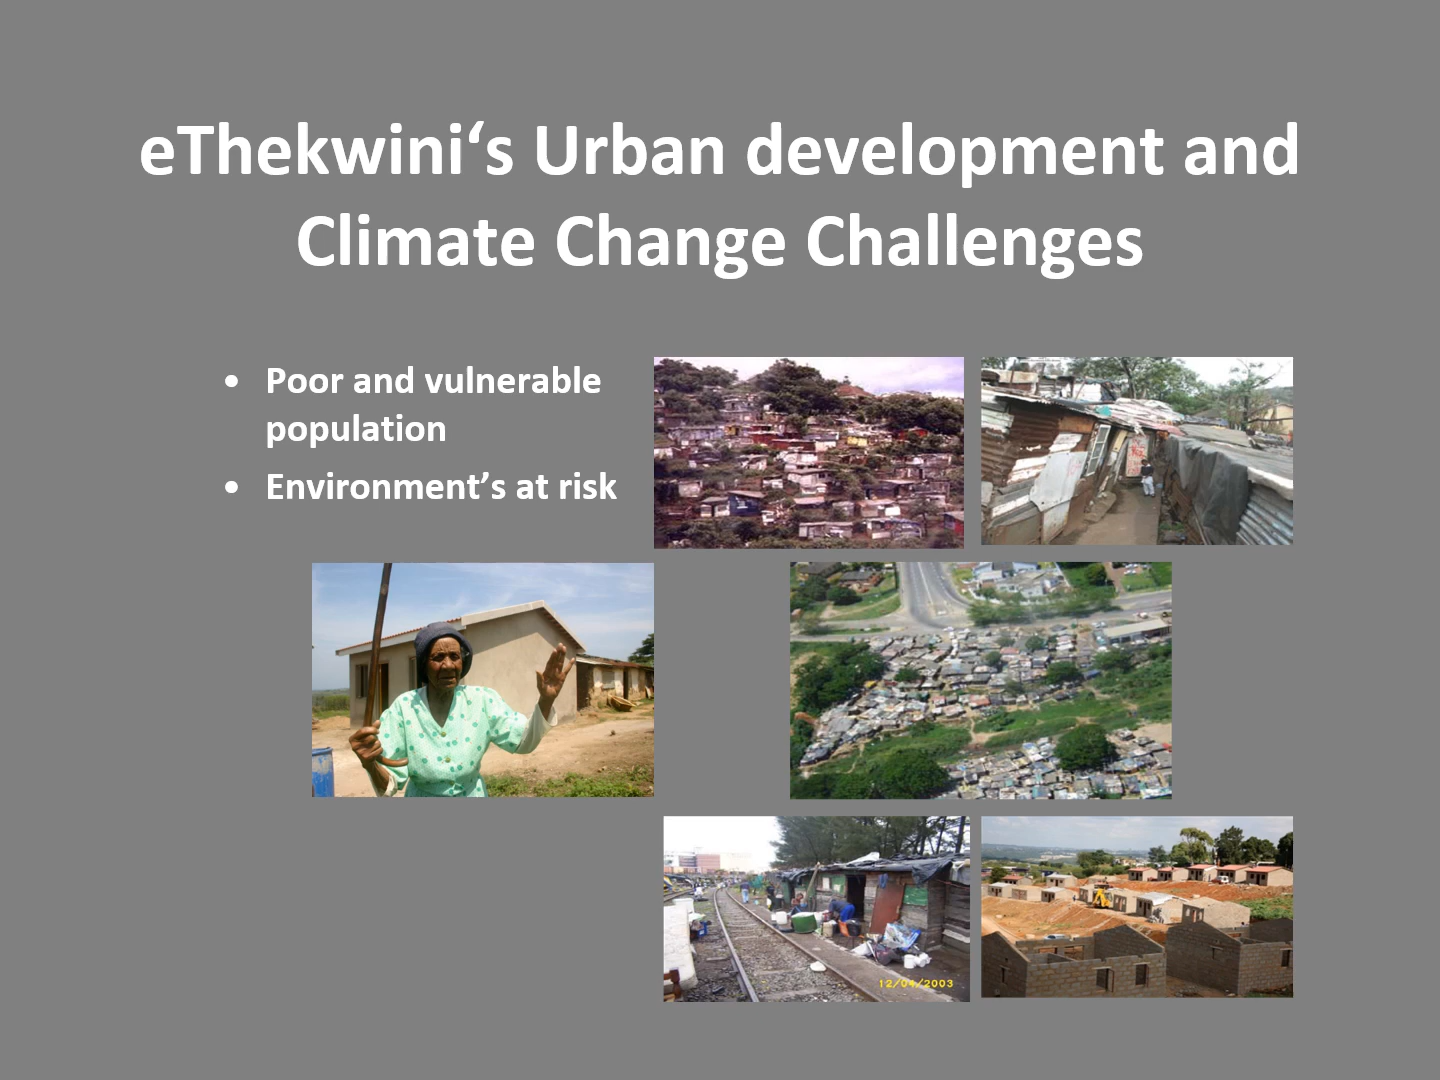 eThekwini‘s Urban development and
Climate Change Challenges
• Poor and vulnerable
population
• Environment’s at risk
12/04/2003